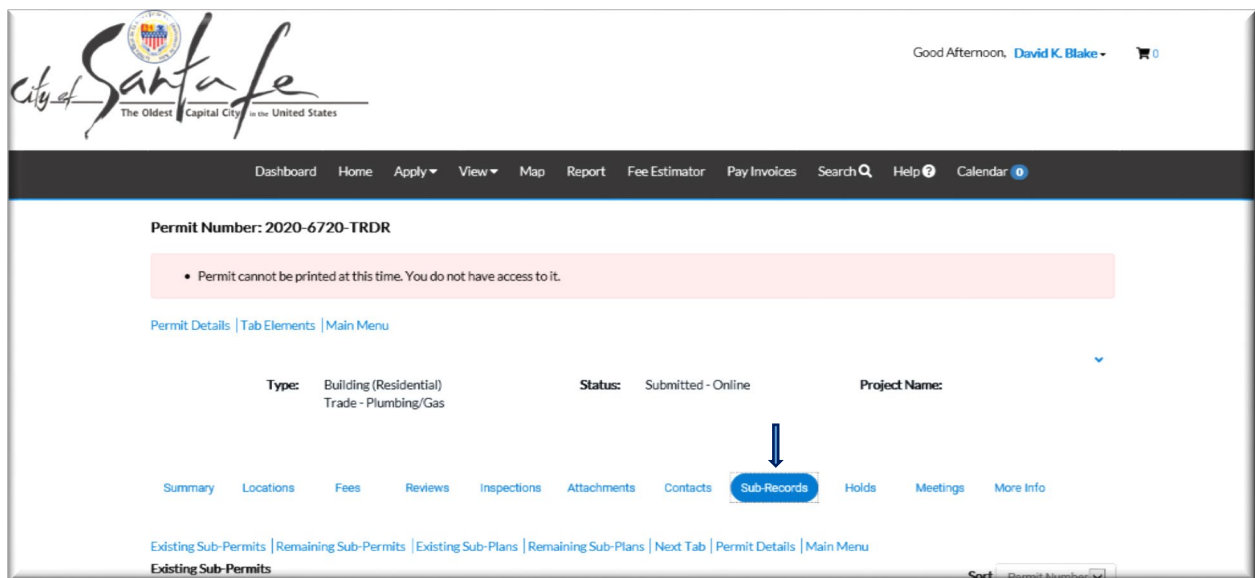 City of Santa Fe
The Oldest Capital City in the United States
Good Afternoon, David K. Blake 0
Dashboard Home Apply View Map Report Fee Estimator Pay Invoices Search Help ? Calendar 0
Permit Number: 2020-6720-TRDR
• Permit cannot be printed at this time. You do not have access to it.
Permit Details | Tab Elements | Main Menu
Type: Building (Residential) Status: Submitted - Online Project Name:
Trade - Plumbing/Gas
Summary Locations Fees Reviews Inspections Attachments Contacts Sub-Records Holds Meetings More Info
Existing Sub-Permits | Remaining Sub-Permits | Existing Sub-Plans | Remaining Sub-Plans | Next Tab | Permit Details | Main Menu
Existing Sub-Permits Sort Permit Number